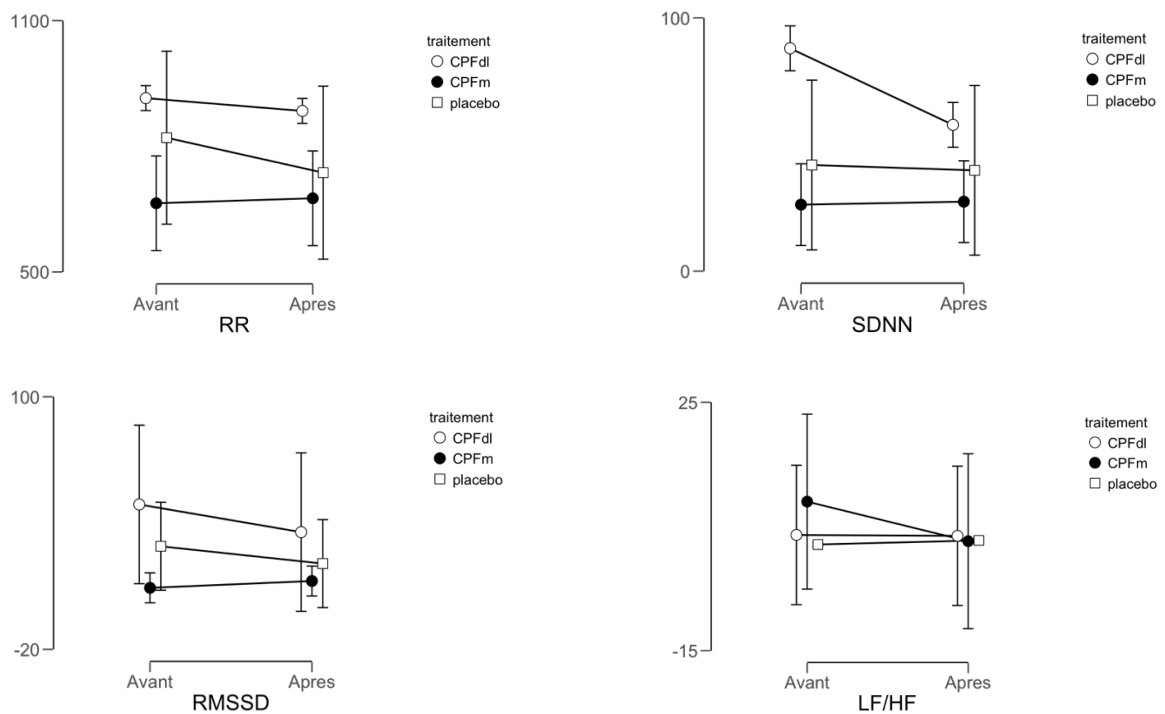 1100
500
Avant Apres
RR
traitement
CPFdl
CPFm
placebo
100
0
Avant Apres
SDNN
traitement
CPFdl
CPFm
placebo
100
-20
Avant Apres
RMSSD
traitement
CPFdl
CPFm
placebo
25
-15
Avant Apres
LF/HF
traitement
CPFdl
CPFm
placebo